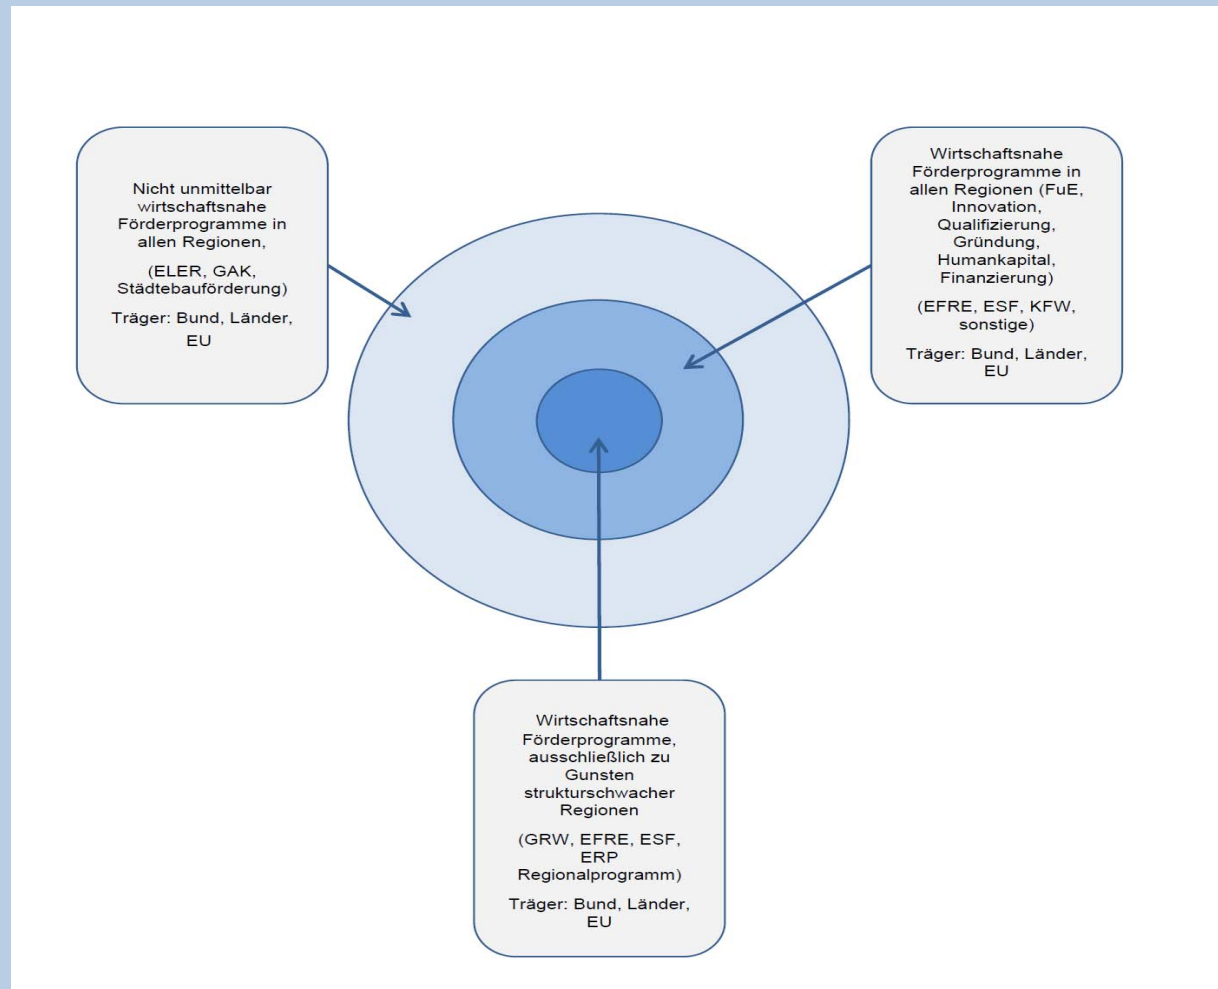 Nicht unmittelbar
wirtschaftsnahe
Förderprogramme in
allen Regionen,
(ELER, GAK,
Städtebauförderung)
Träger: Bund, Länder,
EU
Wirtschaftsnahe
Förderprogramme in
allen Regionen (FuE,
Innovation,
Qualifizierung,
Gründung,
Humankapital,
Finanzierung)
(EFRE, ESF, KFW,
sonstige)
Träger: Bund, Länder,
EU
Wirtschaftsnahe
Förderprogramme,
ausschließlich zu
Gunsten
strukturschwacher
Regionen
(GRW, EFRE, ESF,
ERP
Regionalprogramm)
Träger: Bund, Länder,
EU